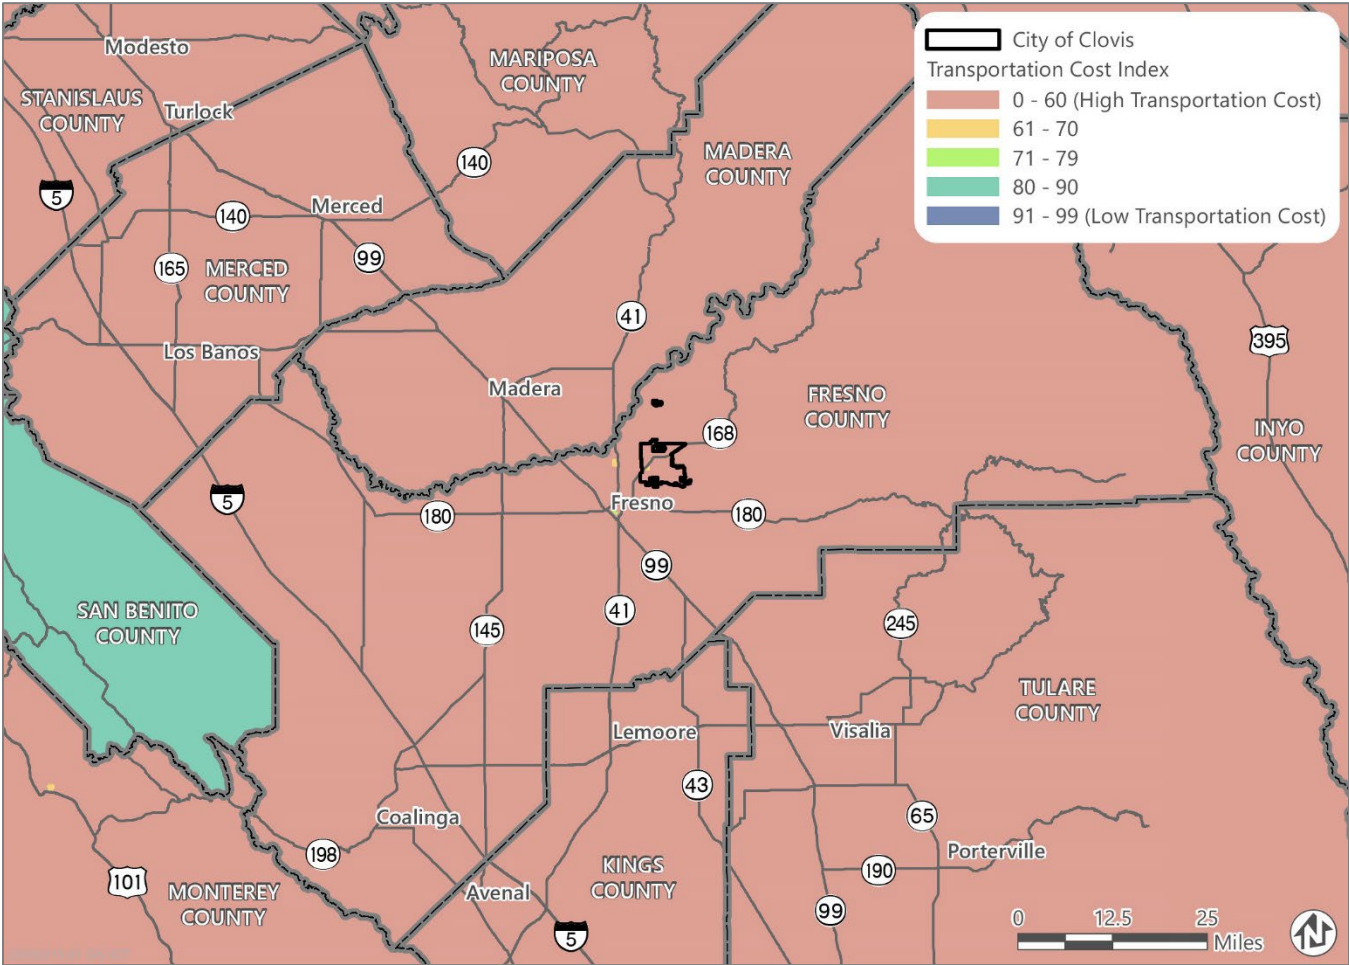 Modesto
MARIPOSA
COUNTY
STANISLAUS
COUNTY
Turlock
City of Clovis
Transportation Cost Index
0 - 60 (High Transportation Cost)
61 - 70
71 - 79
80 - 90
91 - 99 (Low Transportation Cost)
140
MADERA
COUNTY
5
140
Merced
99
165
MERCED
COUNTY
41
395
Los Banos
Madera
FRESNO
COUNTY
168
INYO
COUNTY
5
180
Fresno
180
99
SAN BENITO
COUNTY
145
41
245
TULARE
COUNTY
Lemoore
Visalia
43
Coalinga
65
198
Porterville
101
MONTEREY
COUNTY
Avenal
KINGS
COUNTY
190
99
5
0 12.5 25
Miles
N